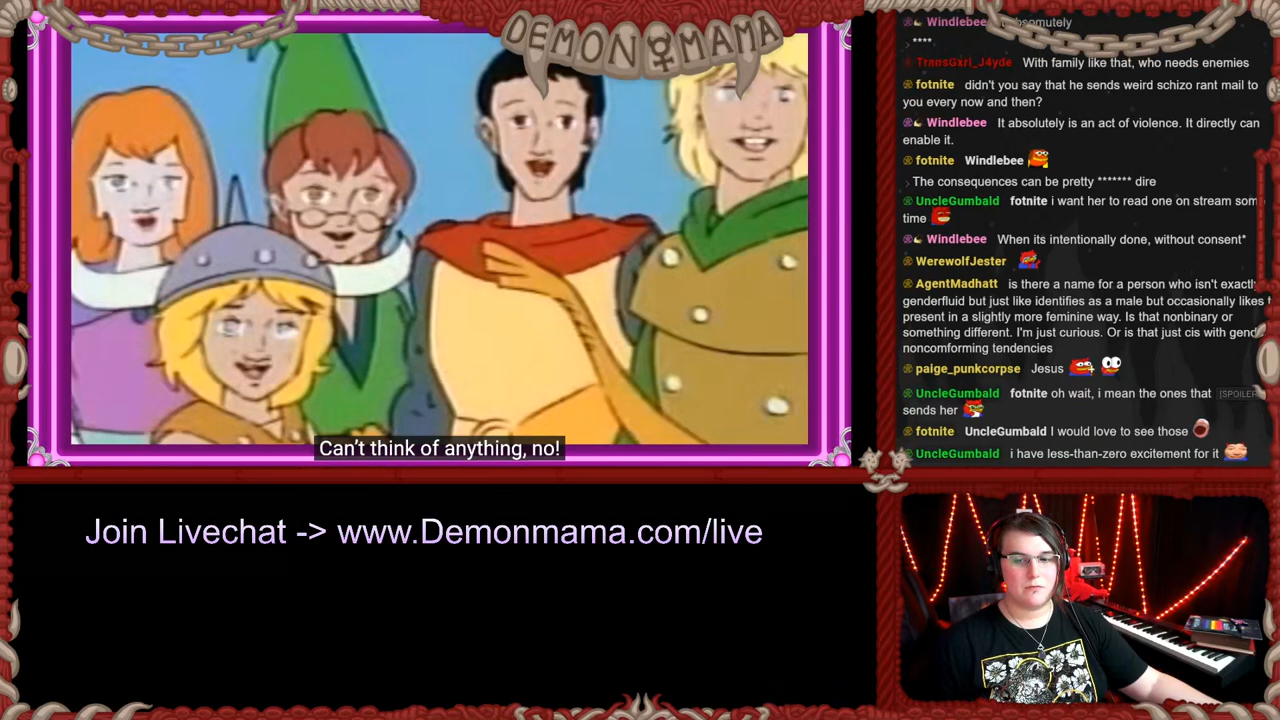 DEMON MAMA
Windlebee
****
TrnnsGxrl_J4yde With family like that, who needs enemies
fotnite didn't you say that he sends weird schizo rant mail to
you every now and then?
Windlebee It absolutely is an act of violence. It directly can
enable it.
fotnite Windlebee
The consequences can be pretty ******* dire
UncleGumbald fotnite i want her to read one on stream som
time
Windlebee When its intentionally done, without consent*
WerewolfJester
AgentMadhatt is there a name for a person who isn't exactly
genderfluid but just like identifies as a male but occasionally likes t
present in a slightly more feminine way. Is that nonbinary or
something different. I'm just curious. Or is that just cis with gend
noncomforming tendencies
paige_punkcorpse Jesus
UncleGumbald fotnite oh wait, i mean the ones that [SPOILER
sends her
fotnite UncleGumbald I would love to see those
UncleGumbald i have less-than-zero excitement for it
Can't think of anything, no!
Join Livechat -> www.Demonmama.com/live